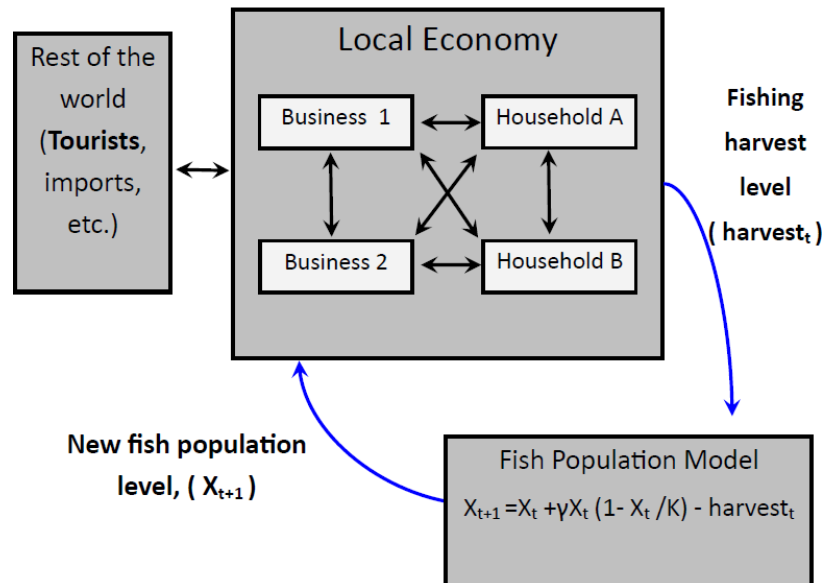 Rest of the
world
(Tourists,
imports,
etc.)
Local Economy
Business 1
Household A
Business 2
Household B
Fishing
harvest
level
( harvestₜ )
New fish population
level, ( Xₜ₊₁ )
Fish Population Model
Xₜ₊₁ =Xₜ +γXₜ (1- Xₜ /K) - harvestₜ